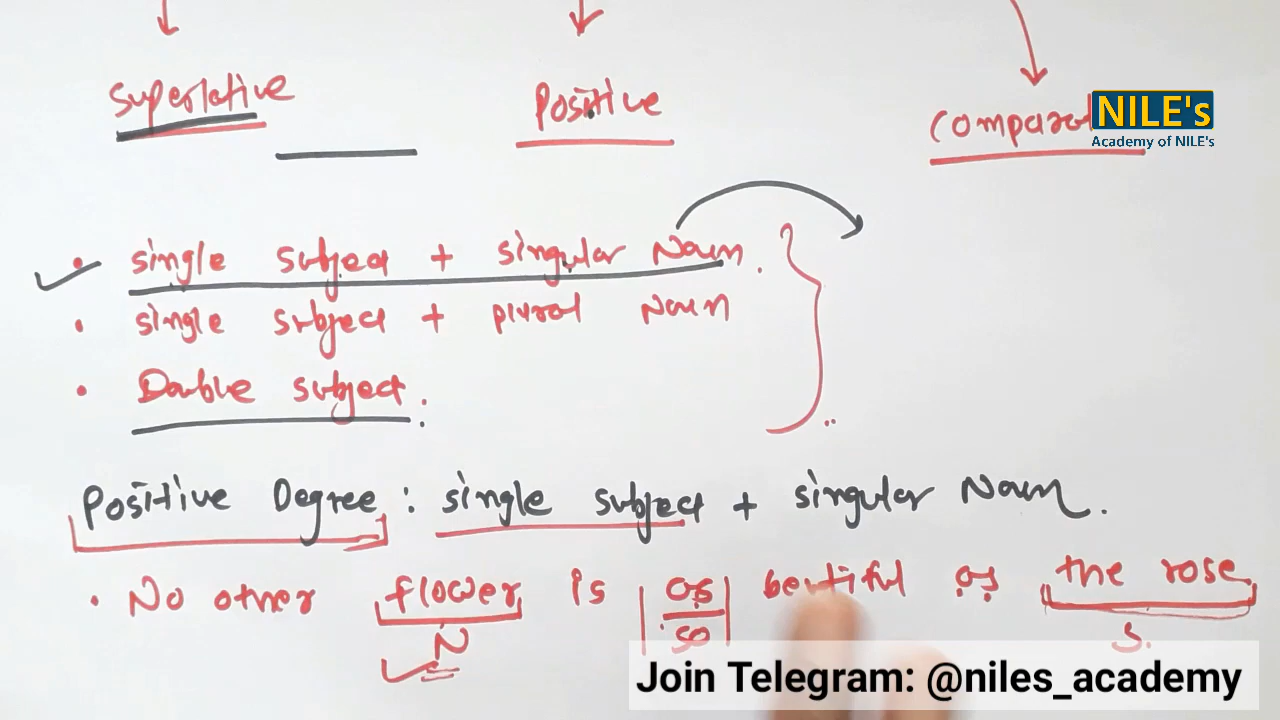 Superlative Positive Comparat
NILE's
Academy of NILE's
• single subject + singular Noun.
• single subject + plural Noun
• Double subject.
Positive Degree : single subject + singular Noun.
• No other flower is as beutiful as the rose
N so S.
Join Telegram: @niles_academy